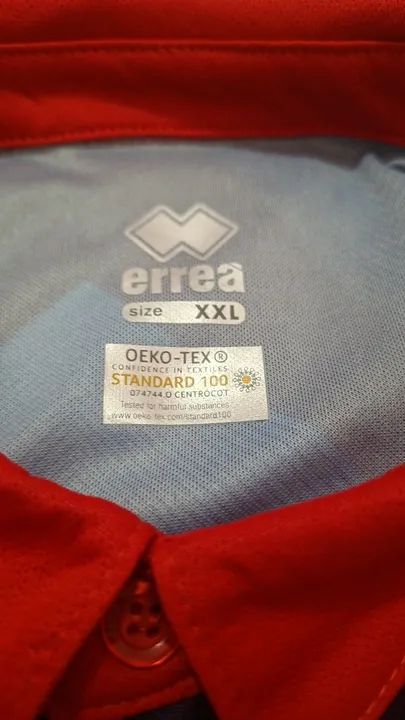 erreà
size XXL
OEKO-TEX®
CONFIDENCE IN TEXTILES
STANDARD 100
074744.O CENTROCOT
Tested for harmful substances
www.oeko-tex.com/standard100